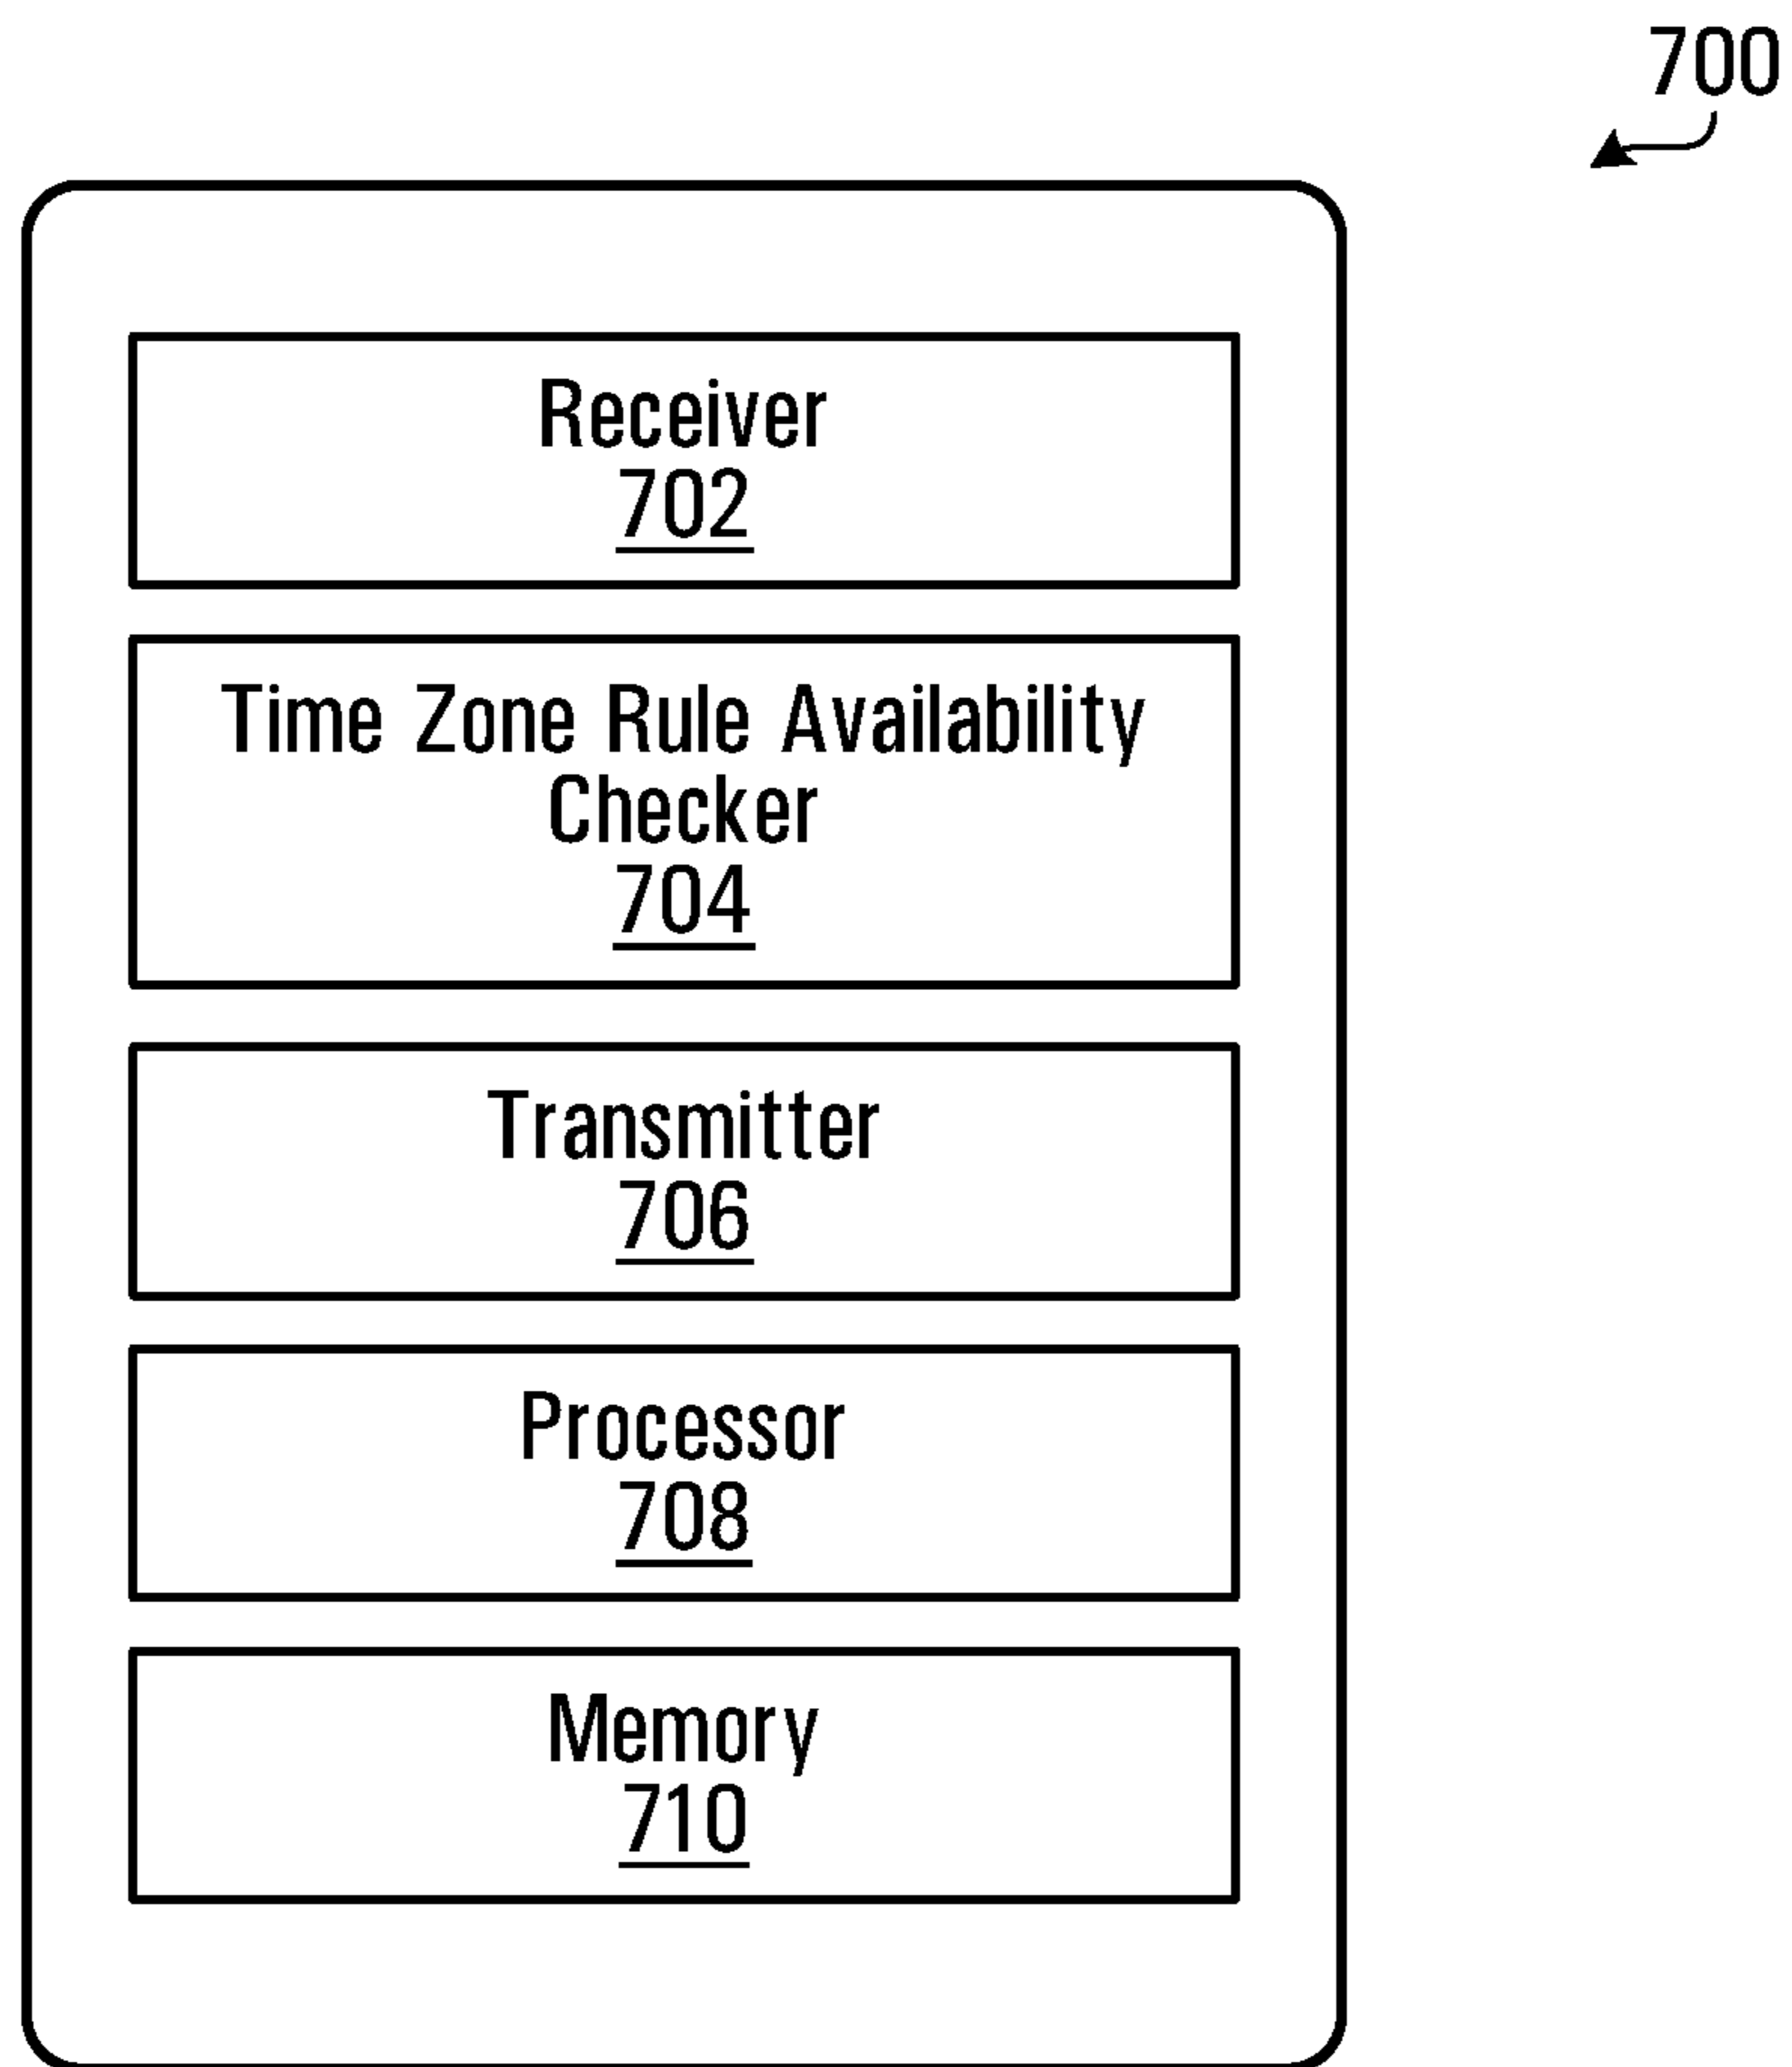 700
Receiver
702
Time Zone Rule Availability
Checker
704
Transmitter
706
Processor
708
Memory
710